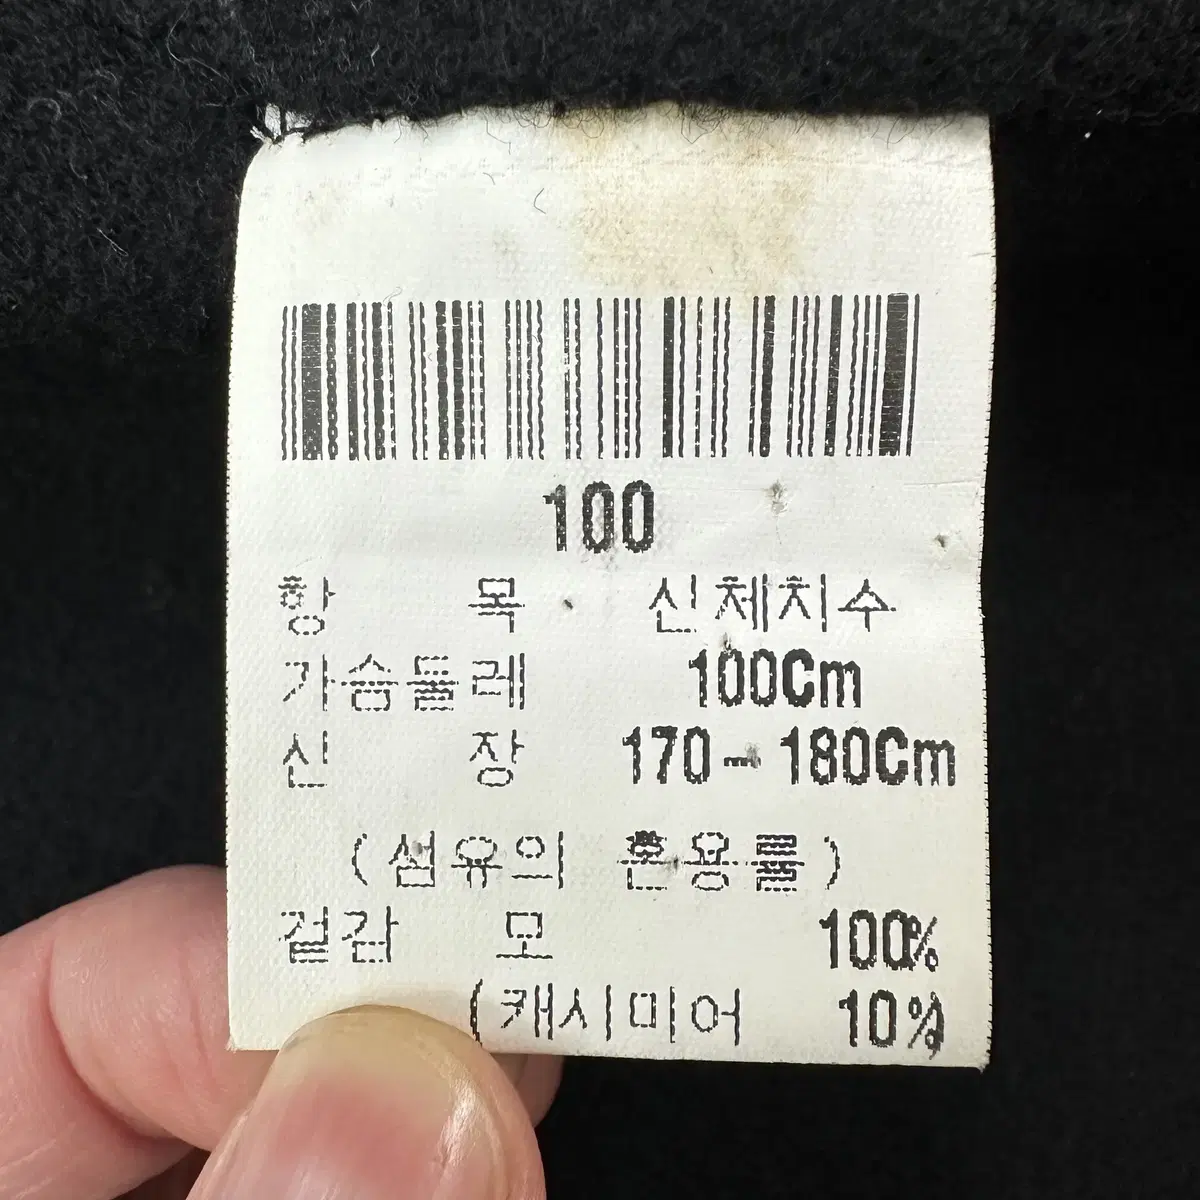 100
항 목 신체치수
가슴둘레 100Cm
신 장 170-180Cm
(섬유의 혼용률)
겉감 모 100%
(캐시미어 10%)